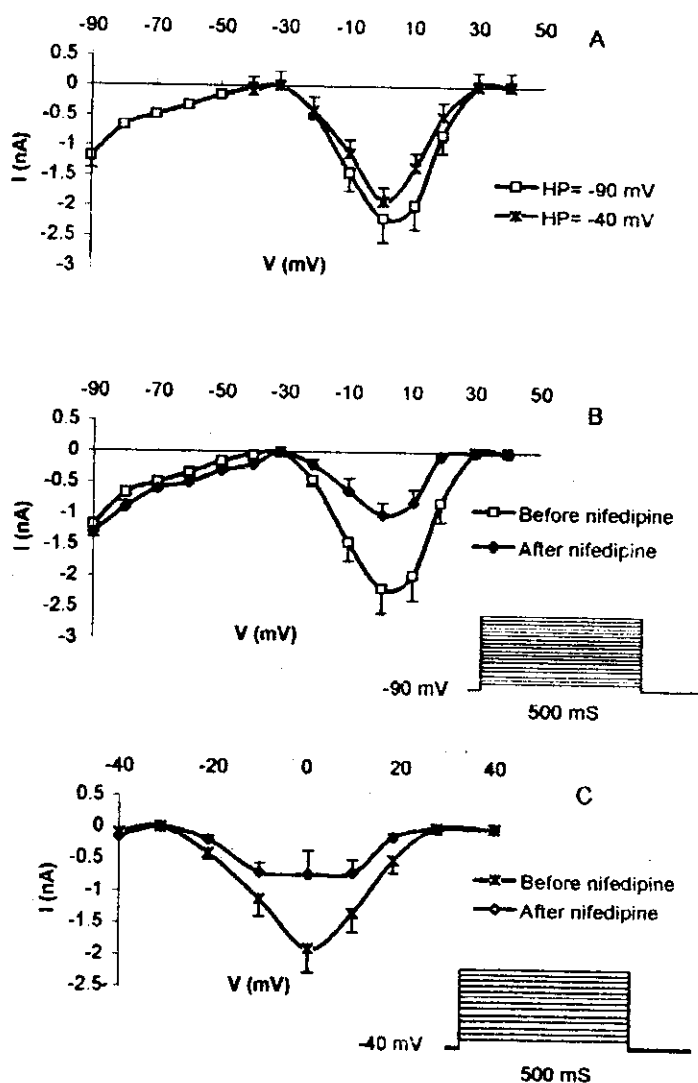 -90 -70 -50 -30 -10 10 30 50
A
0.5
0
-0.5
-1
-1.5
-2
-2.5
-3
I (nA)
V (mV)
HP= -90 mV
HP= -40 mV
-90 -70 -50 -30 -10 10 30 50
B
0.5
0
-0.5
-1
-1.5
-2
-2.5
-3
I (nA)
V (mV)
Before nifedipine
After nifedipine
-90 mV
500 mS
-40 -20 0 20 40
C
0.5
0
-0.5
-1
-1.5
-2
-2.5
I (nA)
V (mV)
Before nifedipine
After nifedipine
-40 mV
500 mS